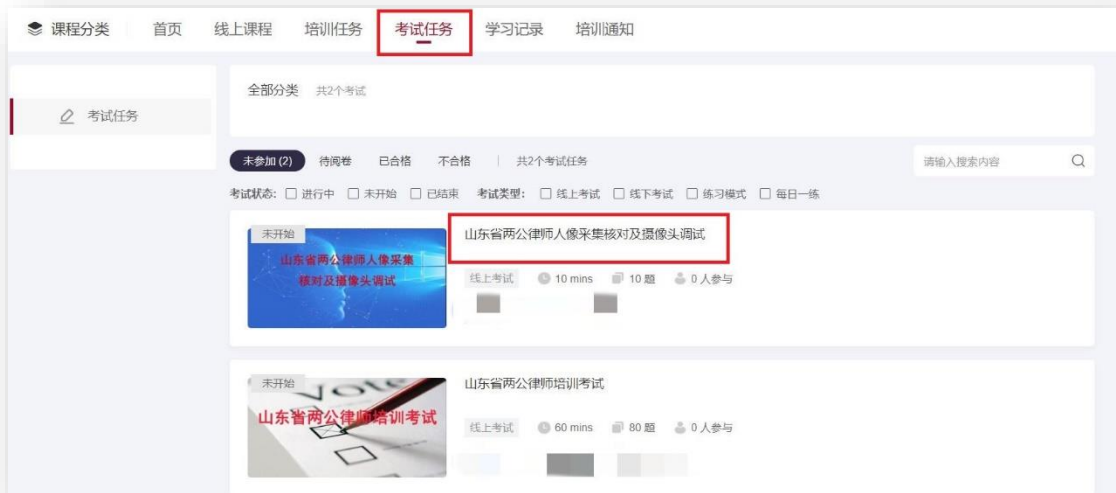 课程分类 首页 线上课程 培训任务 考试任务 学习记录 培训通知
考试任务
全部分类 共2个考试
未参加 (2) 待阅卷 已合格 不合格 共2个考试任务 请输入搜索内容
考试状态: 进行中 未开始 已结束 考试类型: 线上考试 线下考试 练习模式 每日一练
未开始
山东省两公律师人像采集
核对及摄像头调试
山东省两公律师人像采集核对及摄像头调试
线上考试 10 mins 10 题 0 人参与
未开始
Vote
山东省两公律师培训考试
山东省两公律师培训考试
线上考试 60 mins 80 题 0 人参与